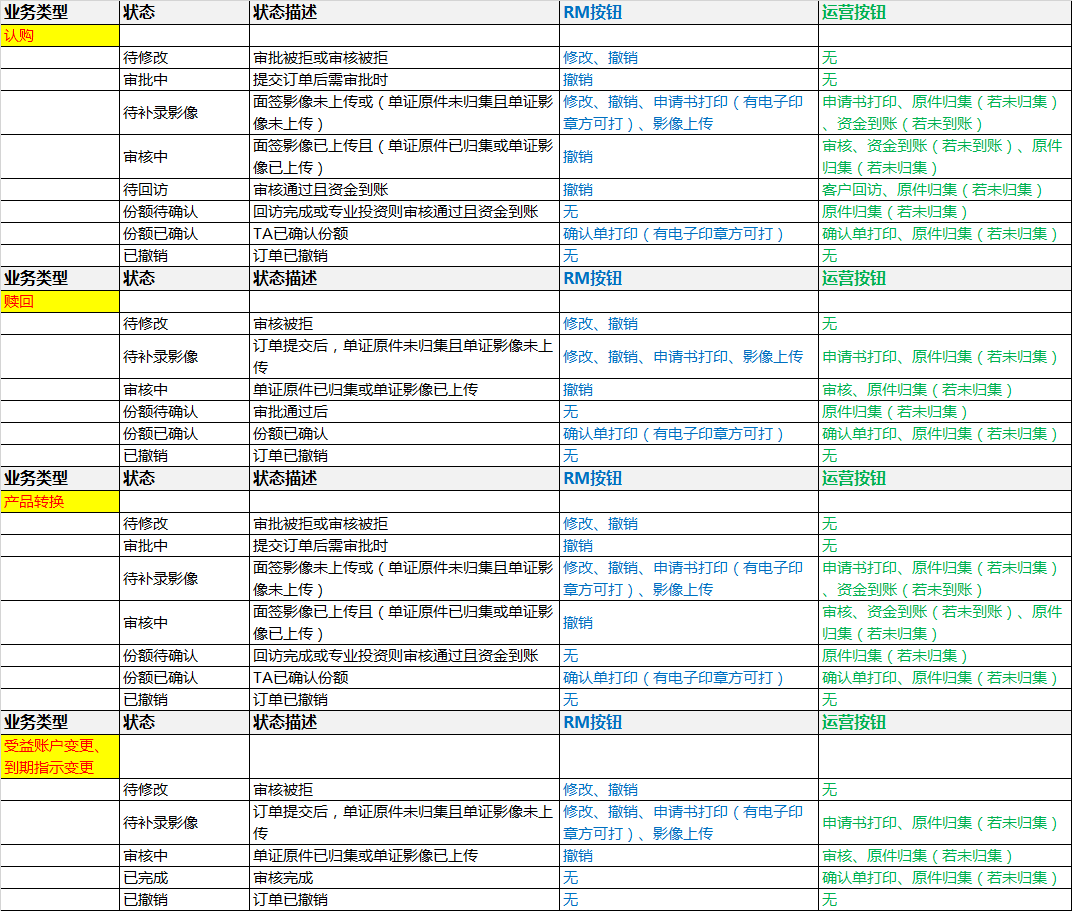 业务类型 状态 状态描述 RM按钮 运营按钮
认购
待修改 审批被拒或审核被拒 修改、撤销 无
审批中 提交订单后需审批时 撤销 无
待补录影像 面签影像未上传或（单证原件未归集且单证影 修改、撤销、申请书打印（有电子印 申请书打印、原件归集（若未归集）
像未上传） 章方可打）、影像上传 、资金到账（若未到账）
审核中 面签影像已上传且（单证原件已归集或单证影 撤销 审核、资金到账（若未到账）、原件
像已上传） 归集（若未归集）
待回访 审核通过且资金到账 撤销 客户回访、原件归集（若未归集）
份额待确认 回访完成或专业投资则审核通过且资金到账 无 原件归集（若未归集）
份额已确认 TA已确认份额 确认单打印（有电子印章方可打） 确认单打印、原件归集（若未归集）
已撤销 订单已撤销 无 无
业务类型 状态 状态描述 RM按钮 运营按钮
赎回
待修改 审核被拒 修改、撤销 无
待补录影像 订单提交后，单证原件未归集且单证影像未上 修改、撤销、申请书打印、影像上传 申请书打印、原件归集（若未归集）
传
审核中 单证原件已归集或单证影像已上传 撤销 审核、原件归集（若未归集）
份额待确认 审批通过后 无 原件归集（若未归集）
份额已确认 份额已确认 确认单打印（有电子印章方可打） 确认单打印、原件归集（若未归集）
已撤销 订单已撤销 无 无
业务类型 状态 状态描述 RM按钮 运营按钮
产品转换
待修改 审批被拒或审核被拒 修改、撤销 无
审批中 提交订单后需审批时 撤销 无
待补录影像 面签影像未上传或（单证原件未归集且单证影 修改、撤销、申请书打印（有电子印 申请书打印、原件归集（若未归集）
像未上传） 章方可打）、影像上传 、资金到账（若未到账）
审核中 面签影像已上传且（单证原件已归集或单证影 撤销 审核、资金到账（若未到账）、原件
像已上传） 归集（若未归集）
份额待确认 回访完成或专业投资则审核通过且资金到账 无 原件归集（若未归集）
份额已确认 TA已确认份额 确认单打印（有电子印章方可打） 确认单打印、原件归集（若未归集）
已撤销 订单已撤销 无 无
业务类型 状态 状态描述 RM按钮 运营按钮
受益账户变更、
到期指示变更
待修改 审核被拒 修改、撤销 无
待补录影像 订单提交后，单证原件未归集且单证影像未上 修改、撤销、申请书打印（有电子印 申请书打印、原件归集（若未归集）
传 章方可打）、影像上传
审核中 单证原件已归集或单证影像已上传 撤销 审核、原件归集（若未归集）
已完成 审核完成 无 确认单打印、原件归集（若未归集）
已撤销 订单已撤销 无 无